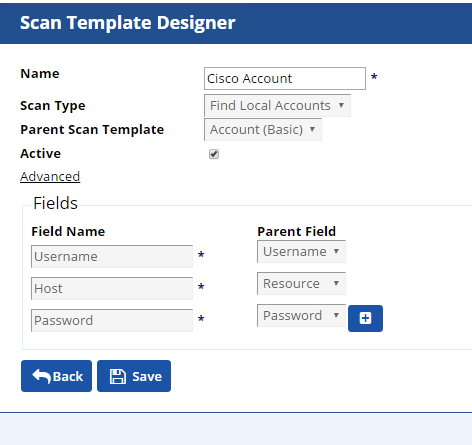 Scan Template Designer
Name Cisco Account *
Scan Type Find Local Accounts
Parent Scan Template Account (Basic)
Active
Advanced
Fields
Field Name Parent Field
Username * Username
Host * Resource
Password * Password
Back Save